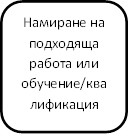 Намиране на
подходяща
работа или
обучение/ква
лификация